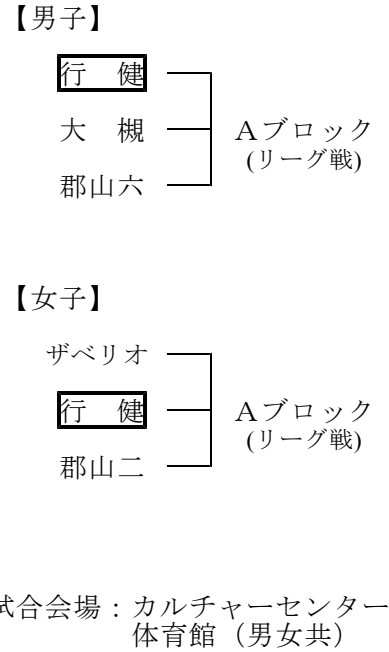 【男子】
行　健
大　槻
郡山六
Aブロック
(リーグ戦)
【女子】
ザベリオ
行　健
郡山二
Aブロック
(リーグ戦)
試合会場：カルチャーセンター
体育館（男女共）